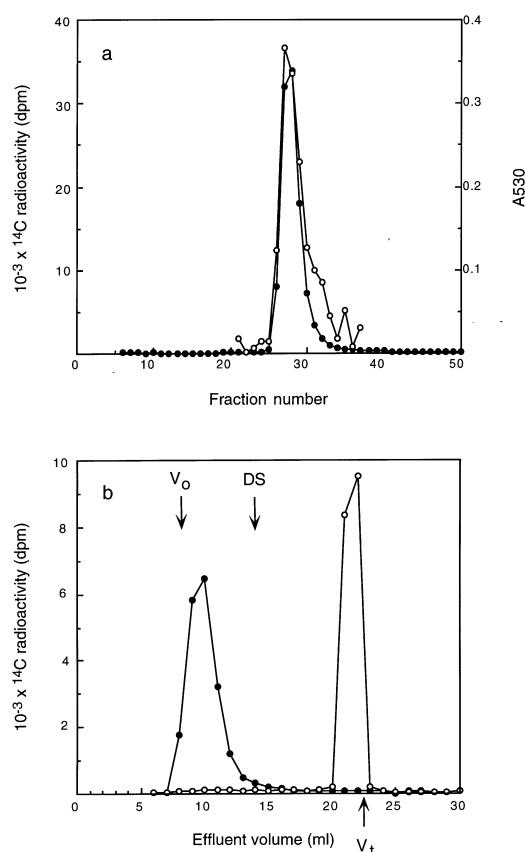 a
40
30
20
10
0
10
20
30
40
50
0.4
0.3
0.2
0.1
10-3 x 14C radioactivity (dpm)
A530
Fraction number
b
Vo
DS
10
8
6
4
2
0
5
10
15
20
25
30
10-3 x 14C radioactivity (dpm)
Effluent volume (ml)
Vt